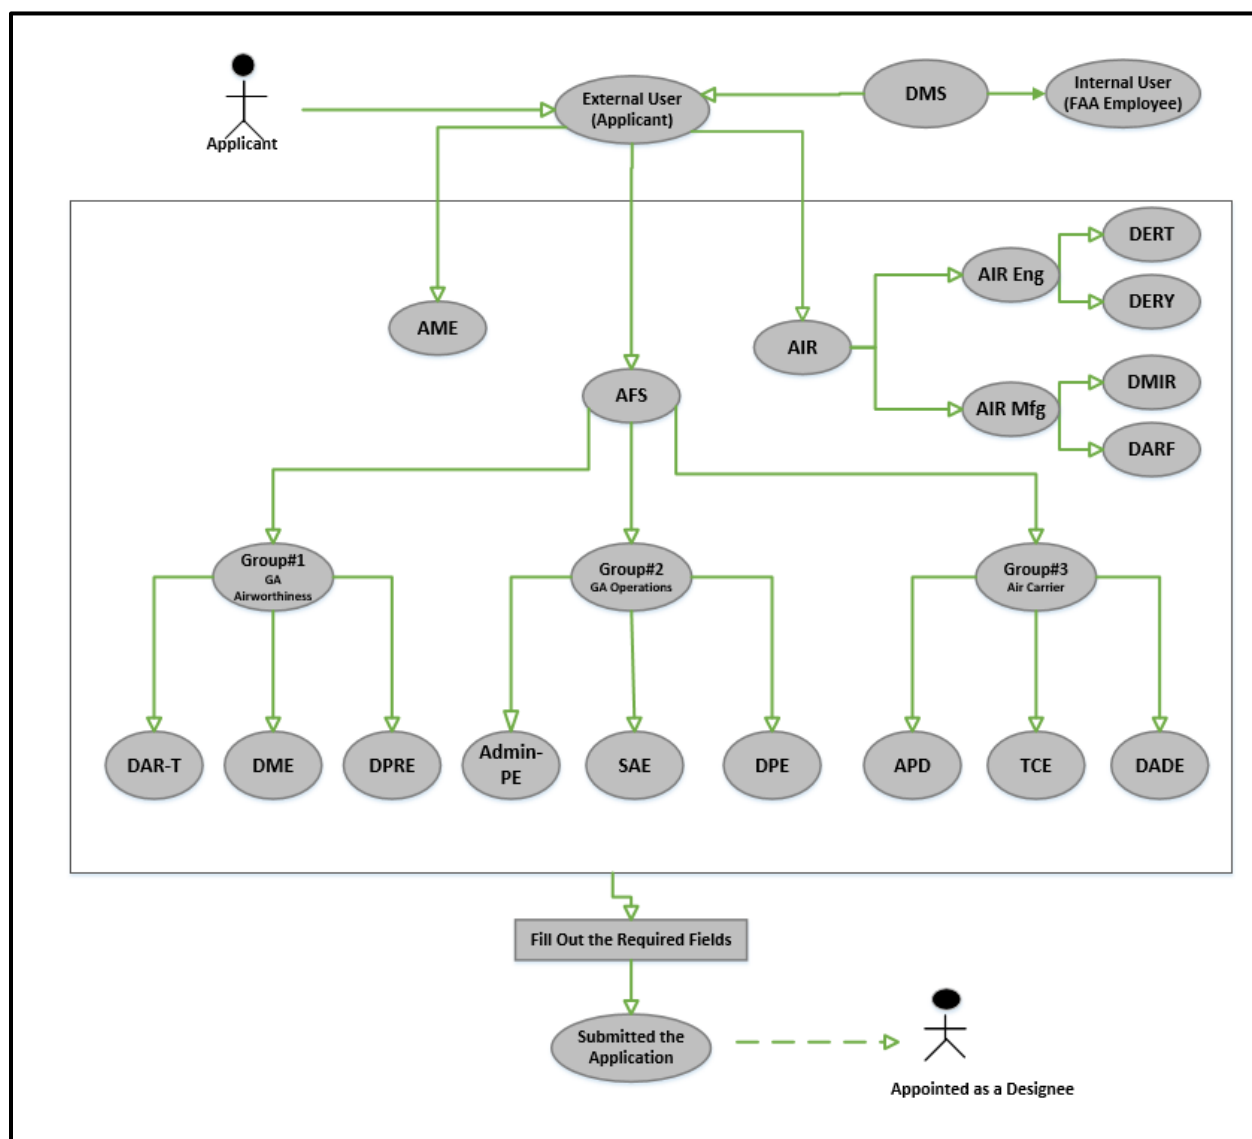 Applicant
External User
(Applicant)
DMS
Internal User
(FAA Employee)
DERT
AIR Eng
DERY
AME
AIR
DMIR
AFS
AIR Mfg
DARF
Group#1
GA
Airworthiness
Group#2
GA Operations
Group#3
Air Carrier
DAR-T
DME
DPRE
Admin-
PE
SAE
DPE
APD
TCE
DADE
Fill Out the Required Fields
Submitted the
Application
Appointed as a Designee